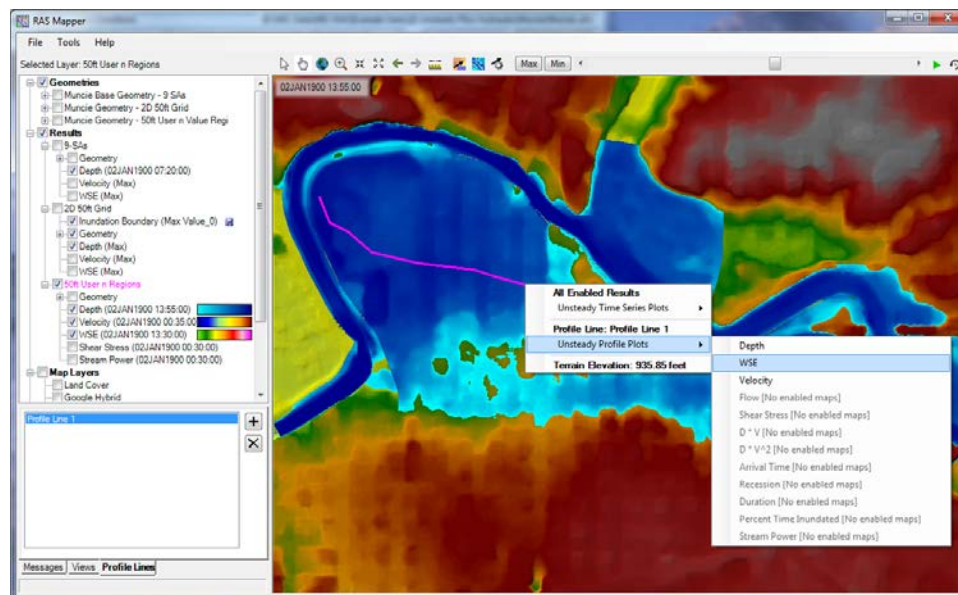 RAS Mapper
File Tools Help
Selected Layer: 50ft User n Regions
Max Min
Geometries
Muncie Base Geometry - 9 SAs
Muncie Geometry - 2D 50ft Grid
Muncie Geometry - 50ft User n Value Regi
Results
9-SAs
Geometry
Depth (02JAN1900 07:20:00)
Velocity (Max)
WSE (Max)
2D 50ft Grid
Inundation Boundary (Max Value_0)
Geometry
Depth (Max)
Velocity (Max)
WSE (Max)
50ft User n Regions
Geometry
Depth (02JAN1900 13:55:00)
Velocity (02JAN1900 00:35:00
WSE (02JAN1900 13:30:00)
Shear Stress (02JAN1900 00:30:00)
Stream Power (02JAN1900 00:30:00)
Map Layers
Land Cover
Google Hybrid
Profile Line 1
Messages Views Profile Lines
02JAN1900 13:55:00
All Enabled Results
Unsteady Time Series Plots
Profile Line: Profile Line 1
Unsteady Profile Plots
Terrain Elevation: 935.85 feet
Depth
WSE
Velocity
Flow [No enabled maps]
Shear Stress [No enabled maps]
D * V [No enabled maps]
D * V^2 [No enabled maps]
Arrival Time [No enabled maps]
Recession [No enabled maps]
Duration [No enabled maps]
Percent Time Inundated [No enabled maps]
Stream Power [No enabled maps]